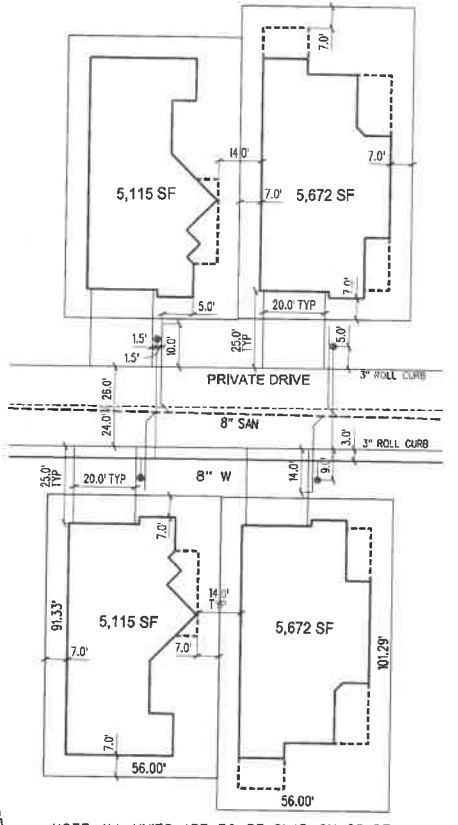 7.0'
14.0'
7.0'
5,115 SF
7.0'
5,672 SF
7.0'
5.0'
20.0' TYP
1.5'
1.5'
10.0'
25.0'
TYP
5.0'
PRIVATE DRIVE
3" ROLL CURB
26.0'
24.0'
8" SAN
3.0'
3" ROLL CURB
25.0'
TYP
20.0' TYP
8" W
14.0'
9.0'
7.0'
14.0'
TYP
91.33'
5,115 SF
5,672 SF
7.0'
7.0'
101.29'
7.0'
56.00'
56.00'